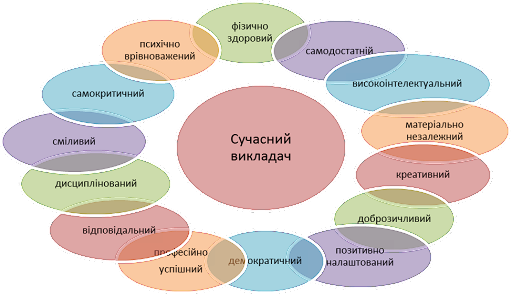 фізично
здоровий
самодостатній
високоінтелектуальний
матеріально
незалежний
креативний
доброзичливий
позитивно
налаштований
демократичний
професійно
успішний
відповідальний
дисциплінований
сміливий
самокритичний
психічно
врівноважений
Сучасний
викладач